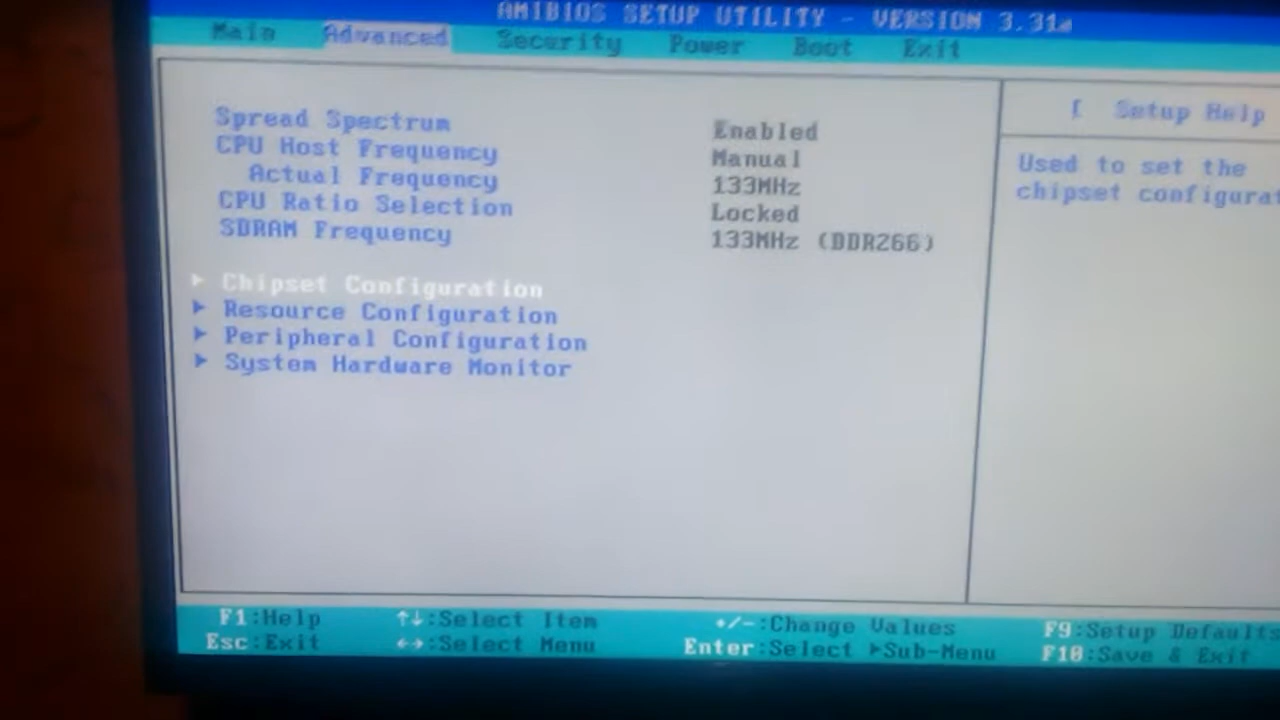 AMIBIOS SETUP UTILITY - VERSION 3.31a
Main Advanced Security Power Boot Exit
[ Setup Help
Spread Spectrum Enabled
CPU Host Frequency Manual
Actual Frequency 133MHz
CPU Ratio Selection Locked
SDRAM Frequency 133MHz (DDR266)
Used to set the
chipset configurat
▶ Chipset Configuration
▶ Resource Configuration
▶ Peripheral Configuration
▶ System Hardware Monitor
F1:Help ↑↓:Select Item +/-:Change Values F9:Setup Defaults
Esc:Exit ←→:Select Menu Enter:Select ▶Sub-Menu F10:Save & Exit